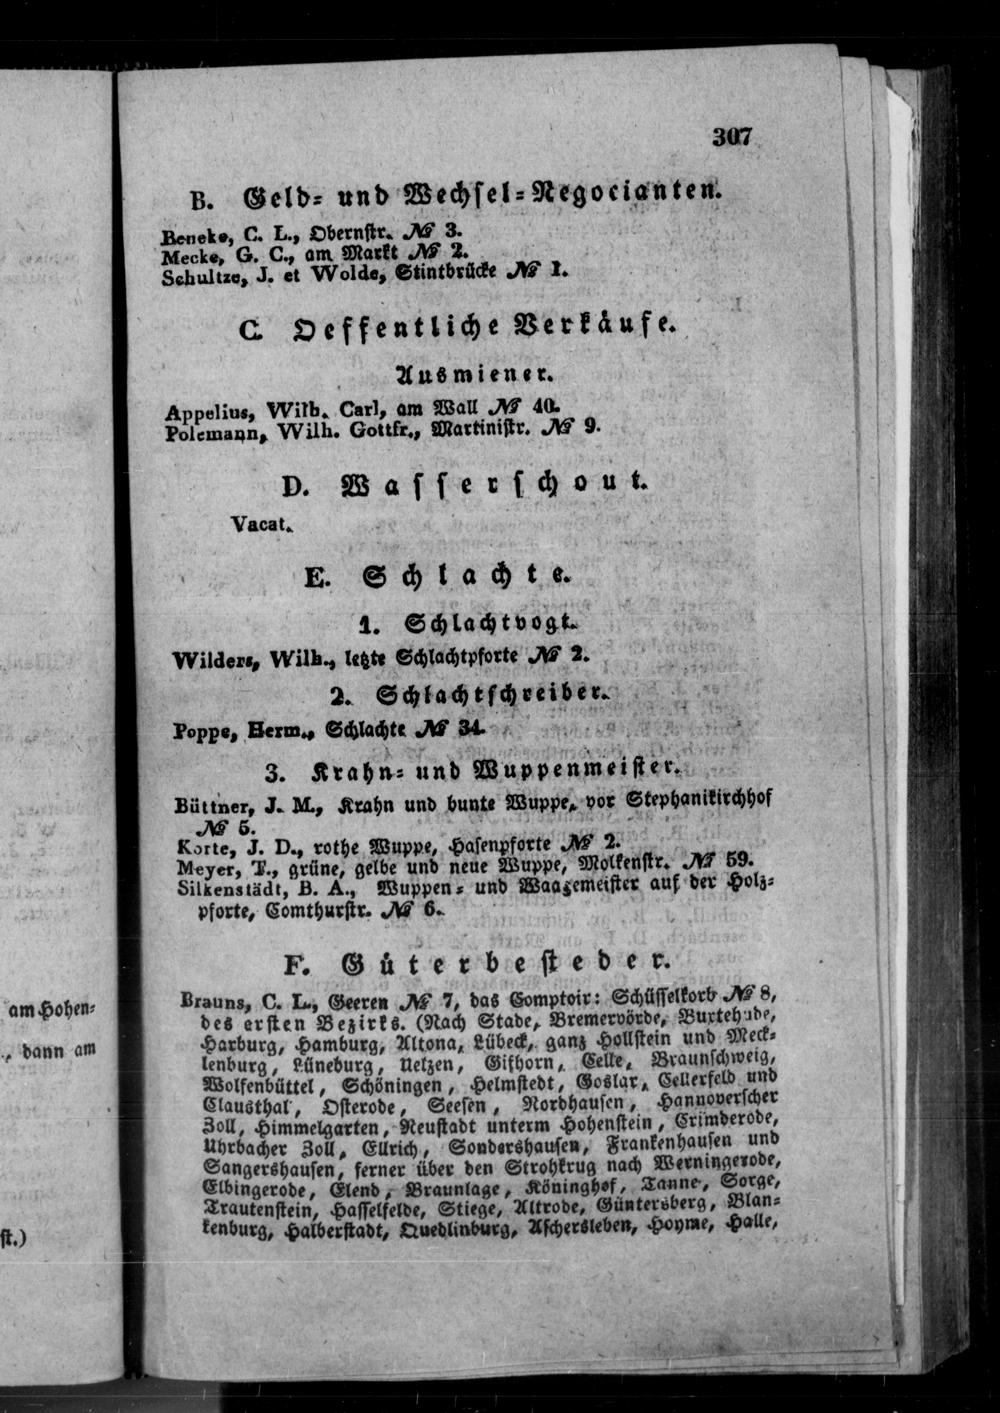 307
B. Geld- und Wechsel-Negocianten.
Beneke, C. L., Obernstr. № 3.
Mecke, G. C., am Markt № 2.
Schultze, J. et Wolde, Stintbrücke № 1.
C. Oeffentliche Verkäufe.
Ausmiener.
Appelius, Wilh. Carl, am Wall № 40.
Polemann, Wilh. Gottfr., Martinistr. № 9.
D. Wasserschout.
Vacat.
E. Schlachte.
1. Schlachtvogt.
Wilders, Wilh., letzte Schlachtpforte № 2.
2. Schlachtschreiber.
Poppe, Herm., Schlachte № 34.
3. Krahn- und Wuppenmeister.
Büttner, J. M., Krahn und bunte Wuppe, vor Stephanikirchhof
№ 5.
Korte, J. D., rothe Wuppe, Hasenpforte № 2.
Meyer, T., grüne, gelbe und neue Wuppe, Molkenstr. № 59.
Silkenstädt, B. A., Wuppen- und Waagemeister auf der Holz-
pforte, Comthurstr. № 6.
F. Güterbesteder.
Brauns, C. L., Geeren № 7, das Comptoir: Schüsselkorb № 8,
des ersten Bezirks. (Nach Stade, Bremervörde, Buxtehude,
Harburg, Hamburg, Altona, Lübeck, ganz Hollstein und Meck-
lenburg, Lüneburg, Uelzen, Gifhorn, Celle, Braunschweig,
Wolfenbüttel, Schöningen, Helmstedt, Goslar, Cellerfeld und
Clausthal, Osterode, Seesen, Nordhausen, Hannoverscher
Zoll, Himmelgarten, Neustadt unterm Hohenstein, Crimderode,
Uhrbacher Zoll, Ellrich, Sondershausen, Frankenhausen und
Sangershausen, ferner über den Strohkrug nach Werningerode,
Elbingerode, Elend, Braunlage, Köninghof, Tanne, Sorge,
Trautenstein, Hasselfelde, Stiege, Altrode, Güntersberg, Blan-
kenburg, Halberstadt, Quedlinburg, Aschersleben, Hoyme, Halle,
am Hohen-
dann am
st.)